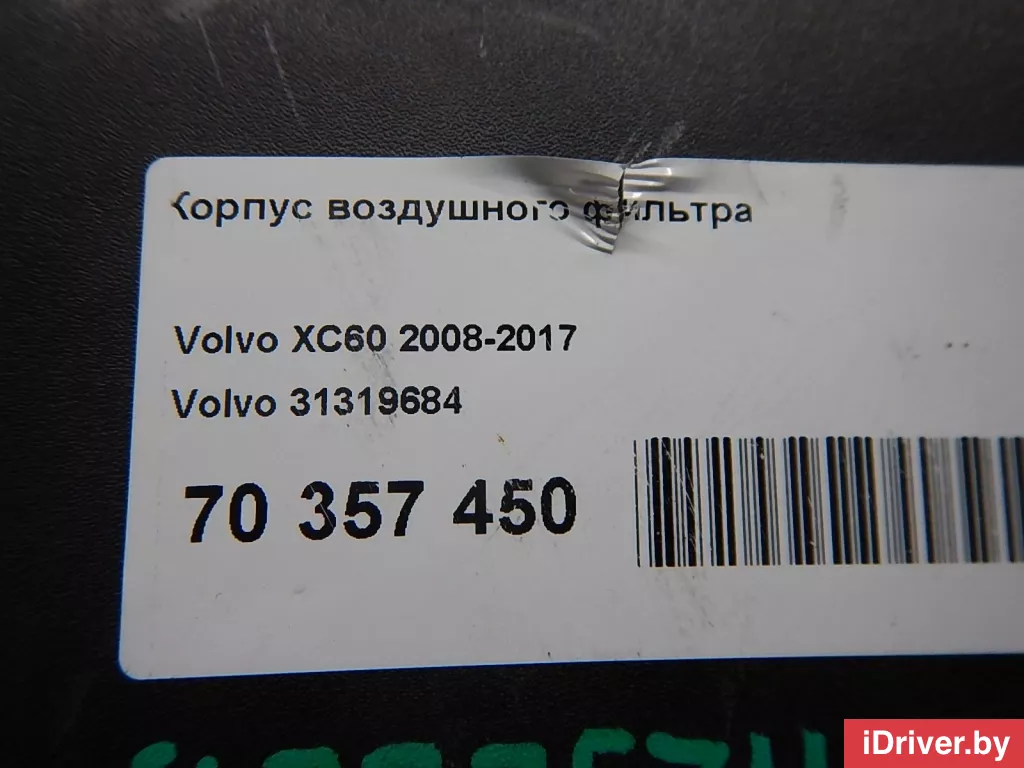 Корпус воздушного фильтра
Volvo XC60 2008-2017
Volvo 31319684
70 357 450
iDriver.by